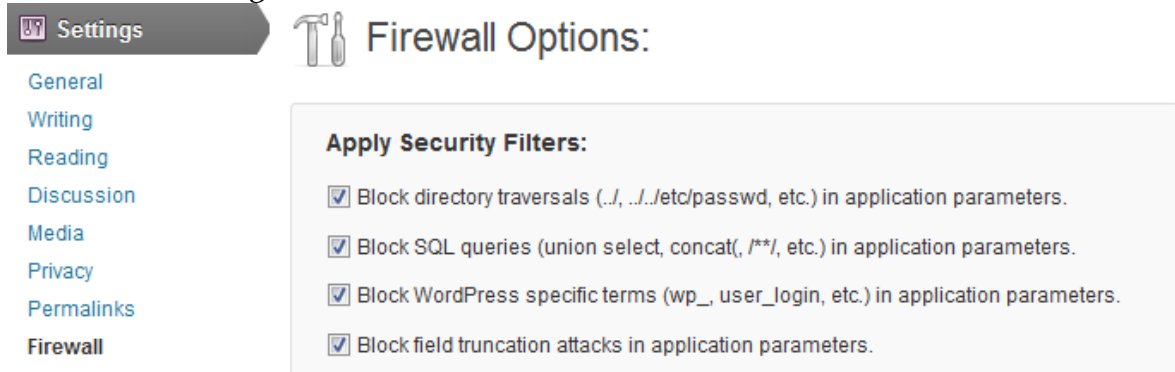 Settings
General
Writing
Reading
Discussion
Media
Privacy
Permalinks
Firewall
Firewall Options:
Apply Security Filters:
Block directory traversals (../, ../../etc/passwd, etc.) in application parameters.
Block SQL queries (union select, concat(, /**/, etc.) in application parameters.
Block WordPress specific terms (wp_, user_login, etc.) in application parameters.
Block field truncation attacks in application parameters.